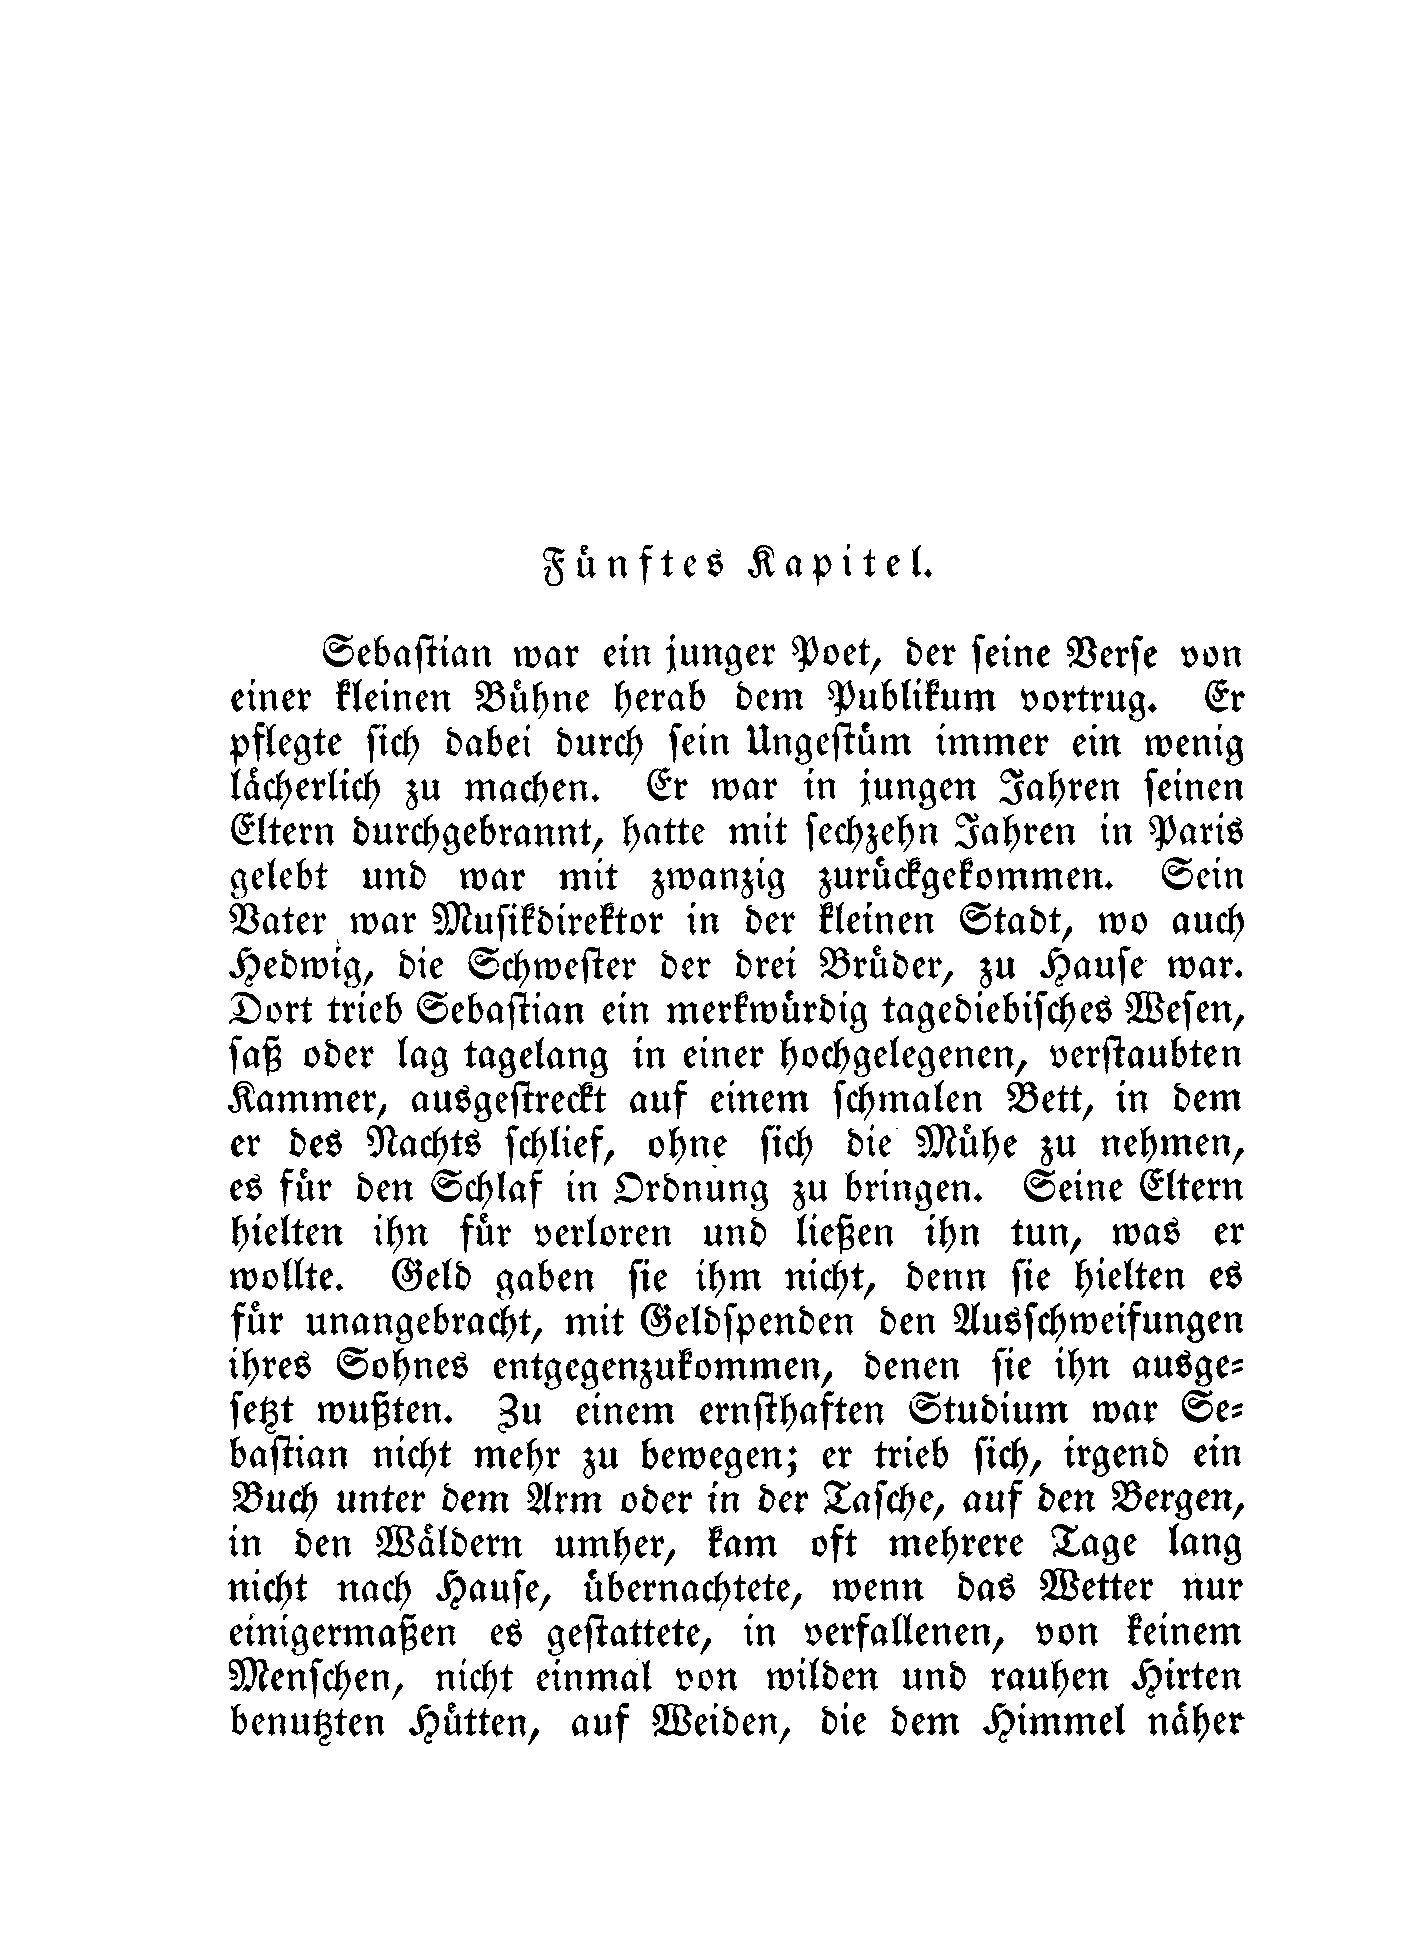 Fünftes Kapitel.
Sebastian war ein junger Poet, der seine Verse von
einer kleinen Bühne herab dem Publikum vortrug. Er
pflegte sich dabei durch sein Ungestüm immer ein wenig
lächerlich zu machen. Er war in jungen Jahren seinen
Eltern durchgebrannt, hatte mit sechzehn Jahren in Paris
gelebt und war mit zwanzig zurückgekommen. Sein
Vater war Musikdirektor in der kleinen Stadt, wo auch
Hedwig, die Schwester der drei Brüder, zu Hause war.
Dort trieb Sebastian ein merkwürdig tagediebisches Wesen,
saß oder lag tagelang in einer hochgelegenen, verstaubten
Kammer, ausgestreckt auf einem schmalen Bett, in dem
er des Nachts schlief, ohne sich die Mühe zu nehmen,
es für den Schlaf in Ordnung zu bringen. Seine Eltern
hielten ihn für verloren und ließen ihn tun, was er
wollte. Geld gaben sie ihm nicht, denn sie hielten es
für unangebracht, mit Geldspenden den Ausschweifungen
ihres Sohnes entgegenzukommen, denen sie ihn ausge-
setzt wußten. Zu einem ernsthaften Studium war Se-
bastian nicht mehr zu bewegen; er trieb sich, irgend ein
Buch unter dem Arm oder in der Tasche, auf den Bergen,
in den Wäldern umher, kam oft mehrere Tage lang
nicht nach Hause, übernachtete, wenn das Wetter nur
einigermaßen es gestattete, in verfallenen, von keinem
Menschen, nicht einmal von wilden und rauhen Hirten
benutzten Hütten, auf Weiden, die dem Himmel näher